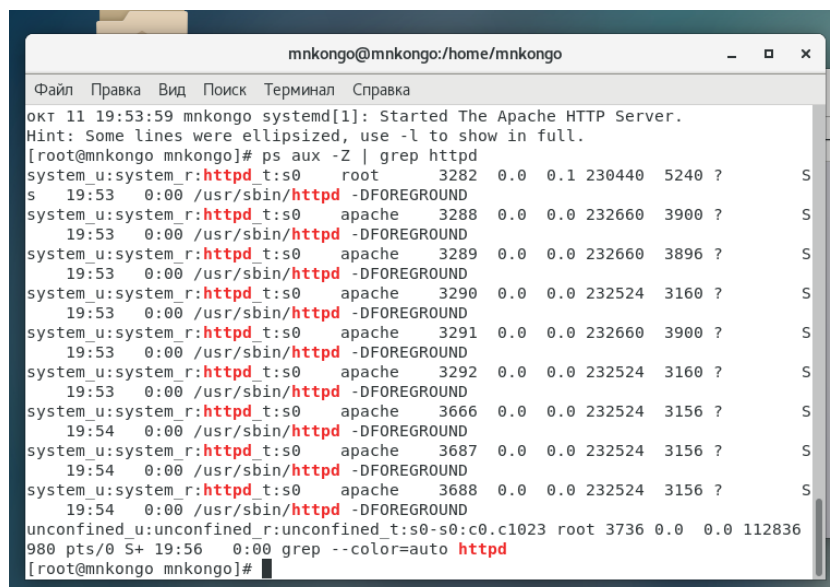 mnkongo@mnkongo:/home/mnkongo
Файл Правка Вид Поиск Терминал Справка
окт 11 19:53:59 mnkongo systemd[1]: Started The Apache HTTP Server.
Hint: Some lines were ellipsized, use -l to show in full.
[root@mnkongo mnkongo]# ps aux -Z | grep httpd
system_u:system_r:httpd_t:s0    root      3282  0.0  0.1 230440  5240 ?        S
s   19:53   0:00 /usr/sbin/httpd -DFOREGROUND
system_u:system_r:httpd_t:s0    apache    3288  0.0  0.0 232660  3900 ?        S
    19:53   0:00 /usr/sbin/httpd -DFOREGROUND
system_u:system_r:httpd_t:s0    apache    3289  0.0  0.0 232660  3896 ?        S
    19:53   0:00 /usr/sbin/httpd -DFOREGROUND
system_u:system_r:httpd_t:s0    apache    3290  0.0  0.0 232524  3160 ?        S
    19:53   0:00 /usr/sbin/httpd -DFOREGROUND
system_u:system_r:httpd_t:s0    apache    3291  0.0  0.0 232660  3900 ?        S
    19:53   0:00 /usr/sbin/httpd -DFOREGROUND
system_u:system_r:httpd_t:s0    apache    3292  0.0  0.0 232524  3160 ?        S
    19:53   0:00 /usr/sbin/httpd -DFOREGROUND
system_u:system_r:httpd_t:s0    apache    3666  0.0  0.0 232524  3156 ?        S
    19:54   0:00 /usr/sbin/httpd -DFOREGROUND
system_u:system_r:httpd_t:s0    apache    3687  0.0  0.0 232524  3156 ?        S
    19:54   0:00 /usr/sbin/httpd -DFOREGROUND
system_u:system_r:httpd_t:s0    apache    3688  0.0  0.0 232524  3156 ?        S
    19:54   0:00 /usr/sbin/httpd -DFOREGROUND
unconfined_u:unconfined_r:unconfined_t:s0-s0:c0.c1023 root 3736 0.0  0.0 112836
980 pts/0 S+ 19:56   0:00 grep --color=auto httpd
[root@mnkongo mnkongo]#